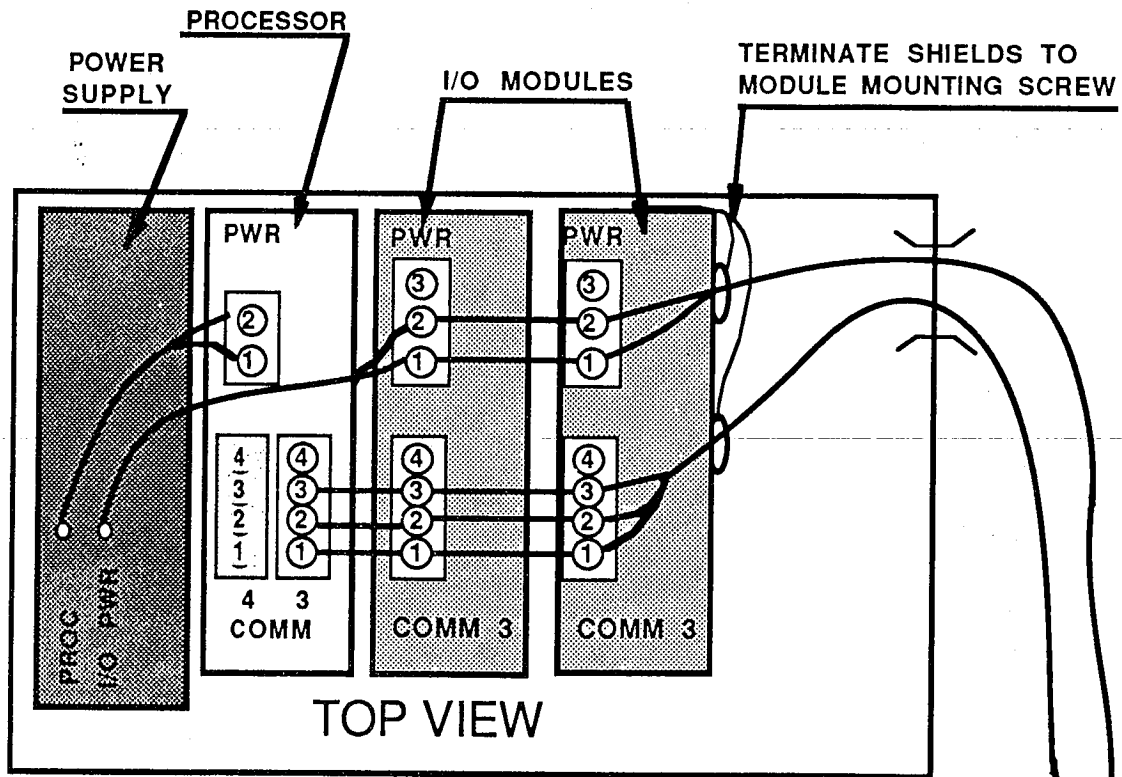 PROCESSOR
POWER
SUPPLY
I/O MODULES
TERMINATE SHIELDS TO
MODULE MOUNTING SCREW
PWR
PWR
PWR
2
1
3
2
1
3
2
1
4
3
2
1
4
3
2
1
4
3
2
1
4
3
2
1
4 3
COMM
COMM 3
COMM 3
PROC
I/O PWR
TOP VIEW